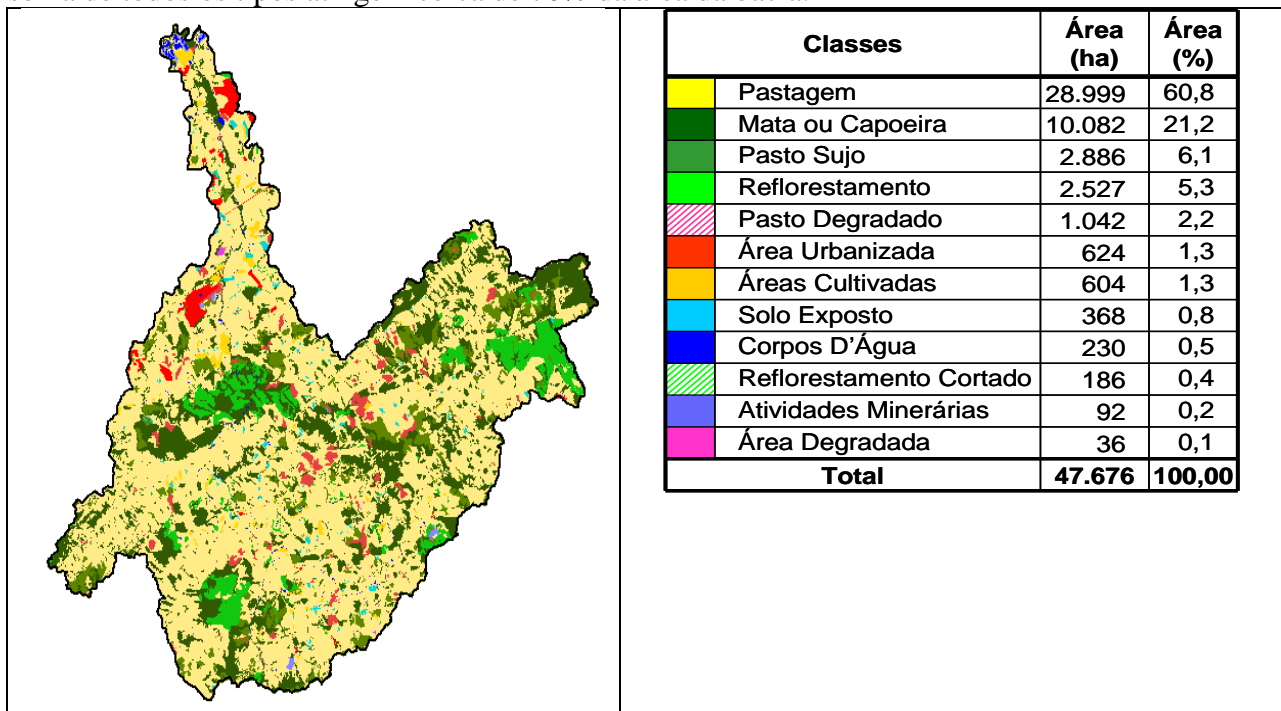 Classes Área (ha) Área (%)
Pastagem 28.999 60,8
Mata ou Capoeira 10.082 21,2
Pasto Sujo 2.886 6,1
Reflorestamento 2.527 5,3
Pasto Degradado 1.042 2,2
Área Urbanizada 624 1,3
Áreas Cultivadas 604 1,3
Solo Exposto 368 0,8
Corpos D'Água 230 0,5
Reflorestamento Cortado 186 0,4
Atividades Minerárias 92 0,2
Área Degradada 36 0,1
Total 47.676 100,00